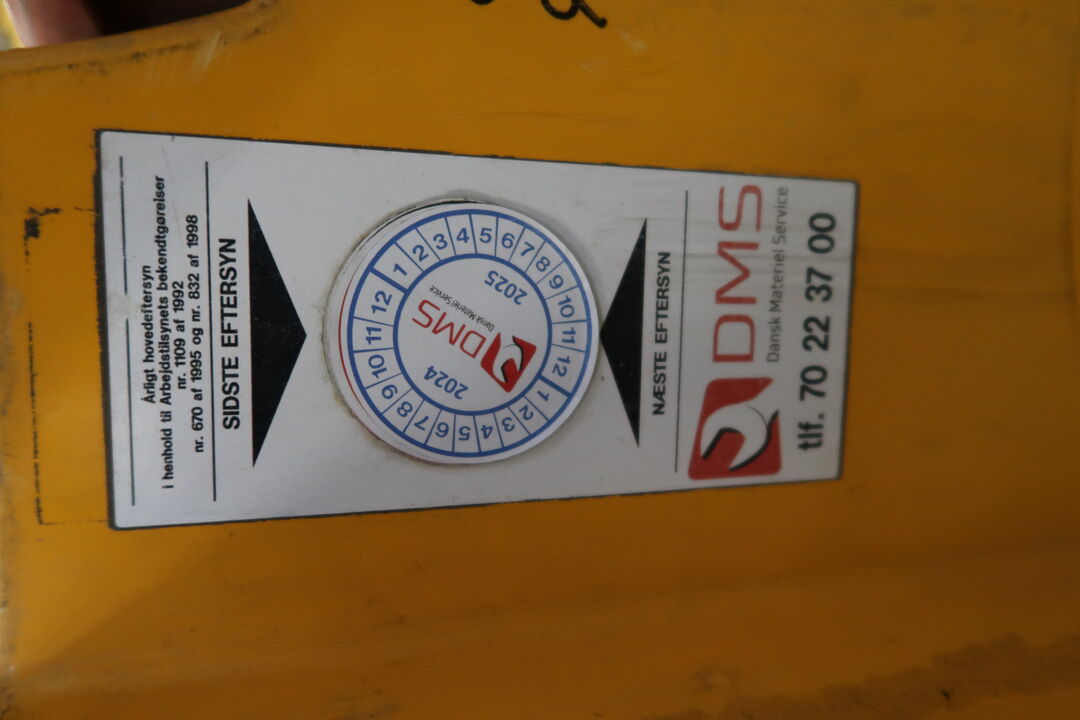 Årligt hovedeftersyn
i henhold til Arbejdstilsynets bekendtgørelser
nr. 1109 af 1992
nr. 670 af 1995 og nr. 832 af 1998
SIDSTE EFTERSYN
1 2 3 4 5 6 7 8 9 10 11 12
2025
DMS
Dansk Materiel Service
2024
1 2 3 4 5 6 7 8 9 10 11 12
NÆSTE EFTERSYN
DMS
Dansk Materiel Service
tlf. 70 22 37 00